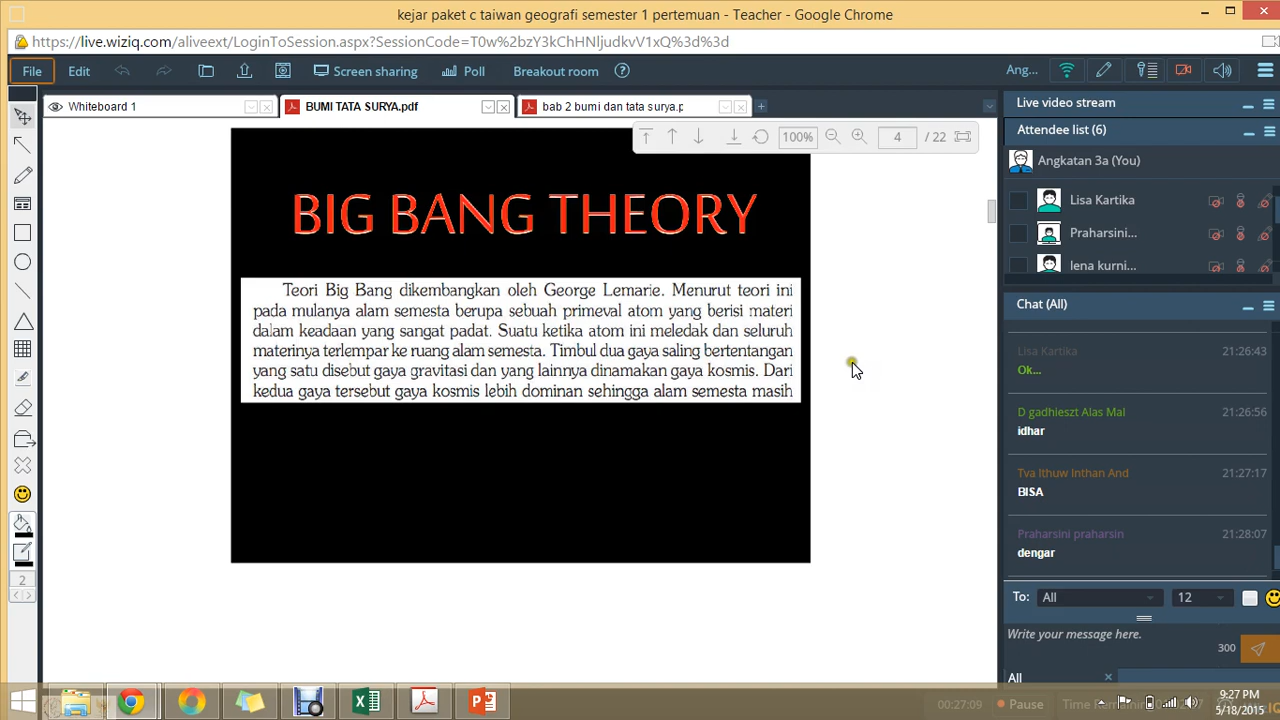 kejar paket c taiwan geografi semester 1 pertemuan - Teacher - Google Chrome
https://live.wiziq.com/aliveext/LoginToSession.aspx?SessionCode=T0w%2bzY3kChHNljudkvV1xQ%3d%3d
File Edit Screen sharing Poll Breakout room Ang...
Whiteboard 1 BUMI TATA SURYA.pdf bab 2 bumi dan tata surya.p
100% 4 / 22
BIG BANG THEORY
Teori Big Bang dikembangkan oleh George Lemarie. Menurut teori ini
pada mulanya alam semesta berupa sebuah primeval atom yang berisi materi
dalam keadaan yang sangat padat. Suatu ketika atom ini meledak dan seluruh
materinya terlempar ke ruang alam semesta. Timbul dua gaya saling bertentangan
yang satu disebut gaya gravitasi dan yang lainnya dinamakan gaya kosmis. Dari
kedua gaya tersebut gaya kosmis lebih dominan sehingga alam semesta masih
2
Live video stream
Attendee list (6)
Angkatan 3a (You)
Lisa Kartika
Praharsini...
lena kurni...
Chat (All)
Lisa Kartika 21:26:43
Ok...
D gadhieszt Alas Mal 21:26:56
idhar
Tva Ithuw Inthan And 21:27:17
BISA
Praharsini praharsin 21:28:07
dengar
To: All 12
Write your message here.
300
All
00:27:09 Pause Time Remaining
9:27 PM
5/18/2015